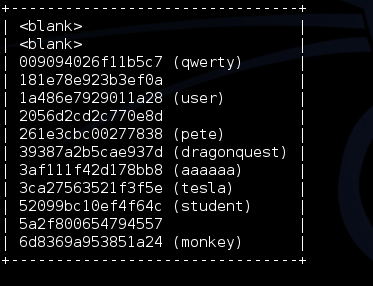 +--------------------------------+
| <blank> |
| <blank> |
| 009094026f11b5c7 (qwerty) |
| 181e78e923b3ef0a |
| 1a486e7929011a28 (user) |
| 2056d2cd2c770e8d |
| 261e3cbc00277838 (pete) |
| 39387a2b5cae937d (dragonquest) |
| 3af111f42d178bb8 (aaaaaa) |
| 3ca27563521f3f5e (tesla) |
| 52099bc10ef4f64c (student) |
| 5a2f800654794557 |
| 6d8369a953851a24 (monkey) |
+--------------------------------+